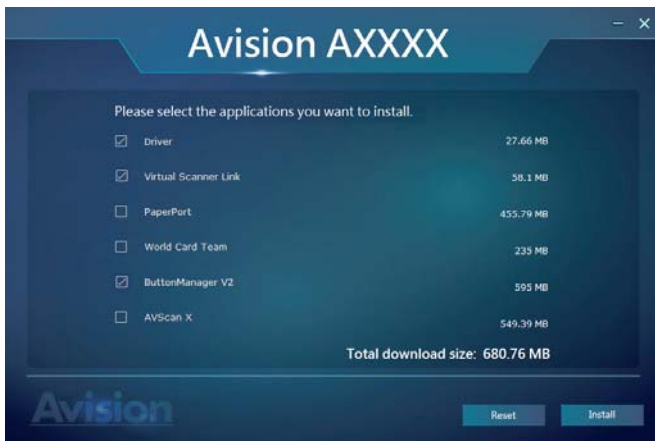 Avision AXXXX
Please select the applications you want to install.
Driver 27.66 MB
Virtual Scanner Link 58.1 MB
PaperPort 455.79 MB
World Card Team 235 MB
ButtonManager V2 595 MB
AVScan X 549.39 MB
Total download size: 680.76 MB
Avision
Reset Install